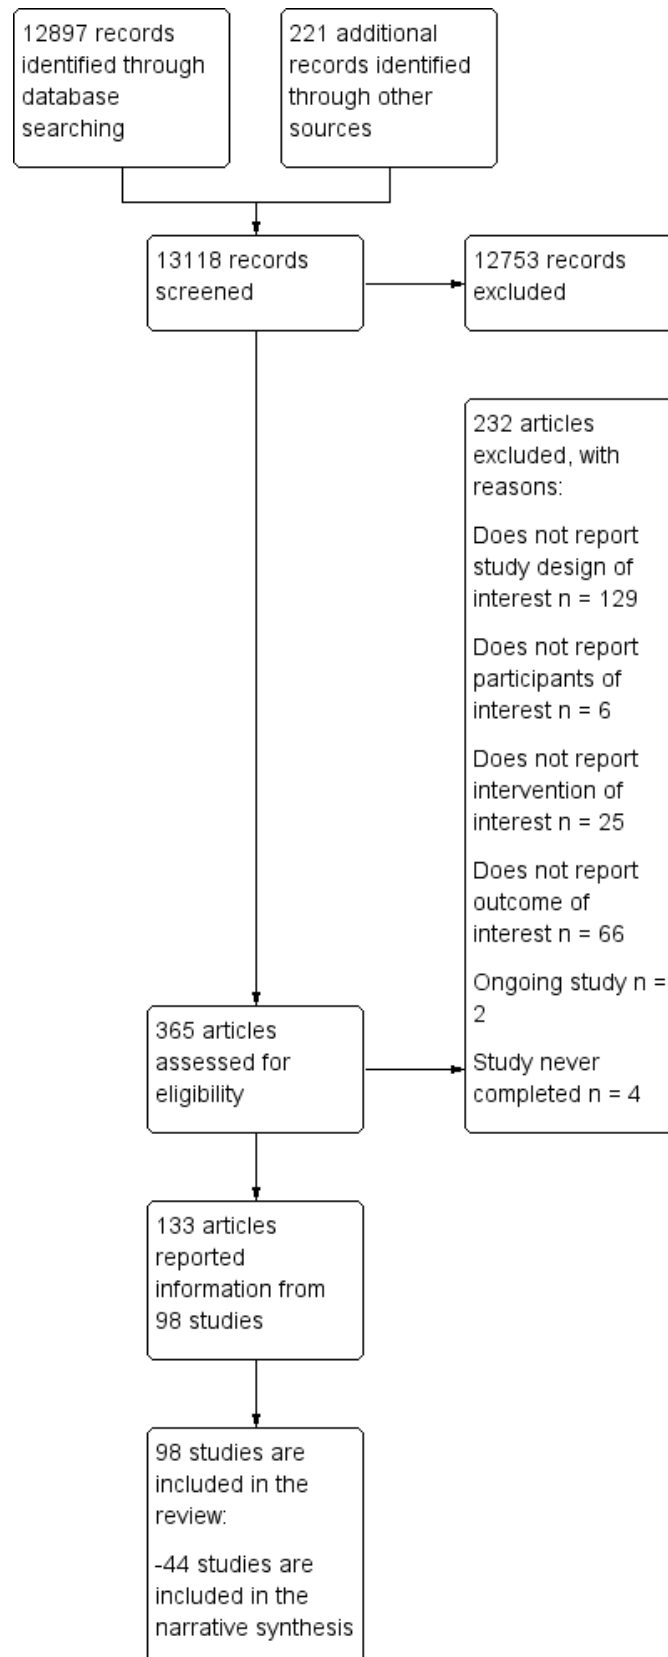 12897 records
identified through
database
searching
221 additional
records identified
through other
sources
13118 records
screened
12753 records
excluded
232 articles
excluded, with
reasons:
Does not report
study design of
interest n = 129
Does not report
participants of
interest n = 6
Does not report
intervention of
interest n = 25
Does not report
outcome of
interest n = 66
Ongoing study n =
2
Study never
completed n = 4
365 articles
assessed for
eligibility
133 articles
reported
information from
98 studies
98 studies are
included in the
review:
-44 studies are
included in the
narrative synthesis